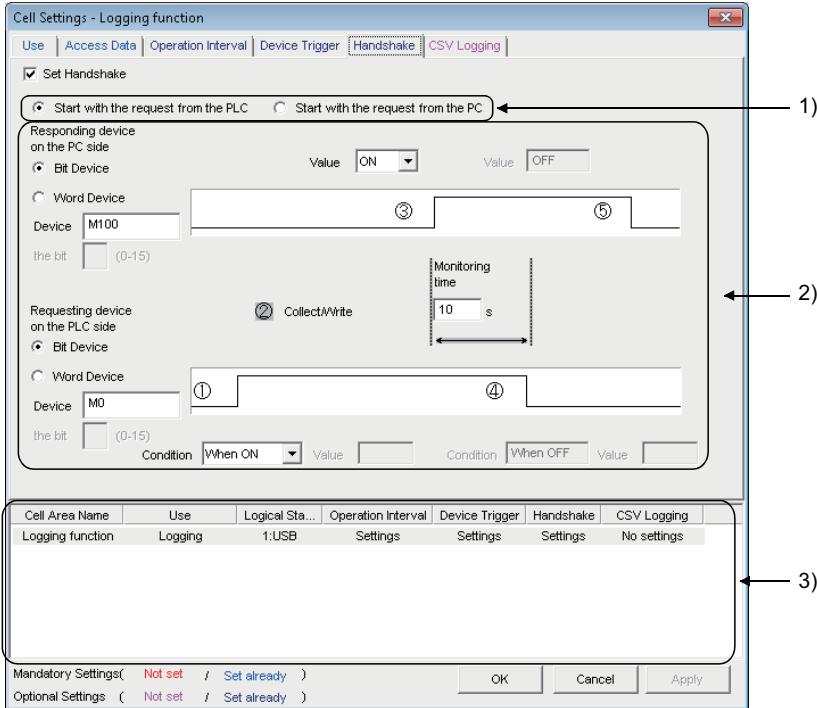 Cell Settings - Logging function
Use Access Data Operation Interval Device Trigger Handshake CSV Logging
Set Handshake
Start with the request from the PLC Start with the request from the PC 1)
Responding device
on the PC side
Bit Device Value ON Value OFF
Word Device
Device M100 ③ ⑤
the bit (0-15)
Monitoring
time
2)
Requesting device ② Collect/Write 10 s
on the PLC side
Bit Device
Word Device
Device M0 ① ④
the bit (0-15)
Condition When ON Value Condition When OFF Value
Cell Area Name Use Logical Sta... Operation Interval Device Trigger Handshake CSV Logging
Logging function Logging 1:USB Settings Settings Settings No settings
3)
Mandatory Settings( Not set / Set already ) OK Cancel Apply
Optional Settings ( Not set / Set already )